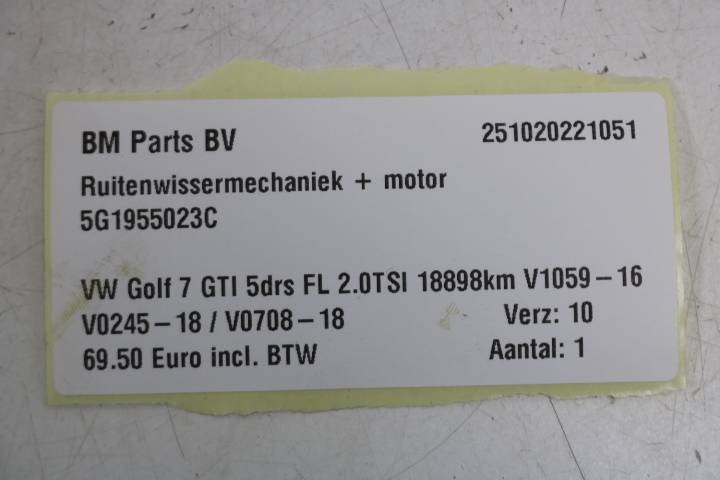 BM Parts BV 251020221051
Ruitenwissermechaniek + motor
5G1955023C
VW Golf 7 GTI 5drs FL 2.0TSI 18898km V1059-16
V0245-18 / V0708-18 Verz: 10
69.50 Euro incl. BTW Aantal: 1